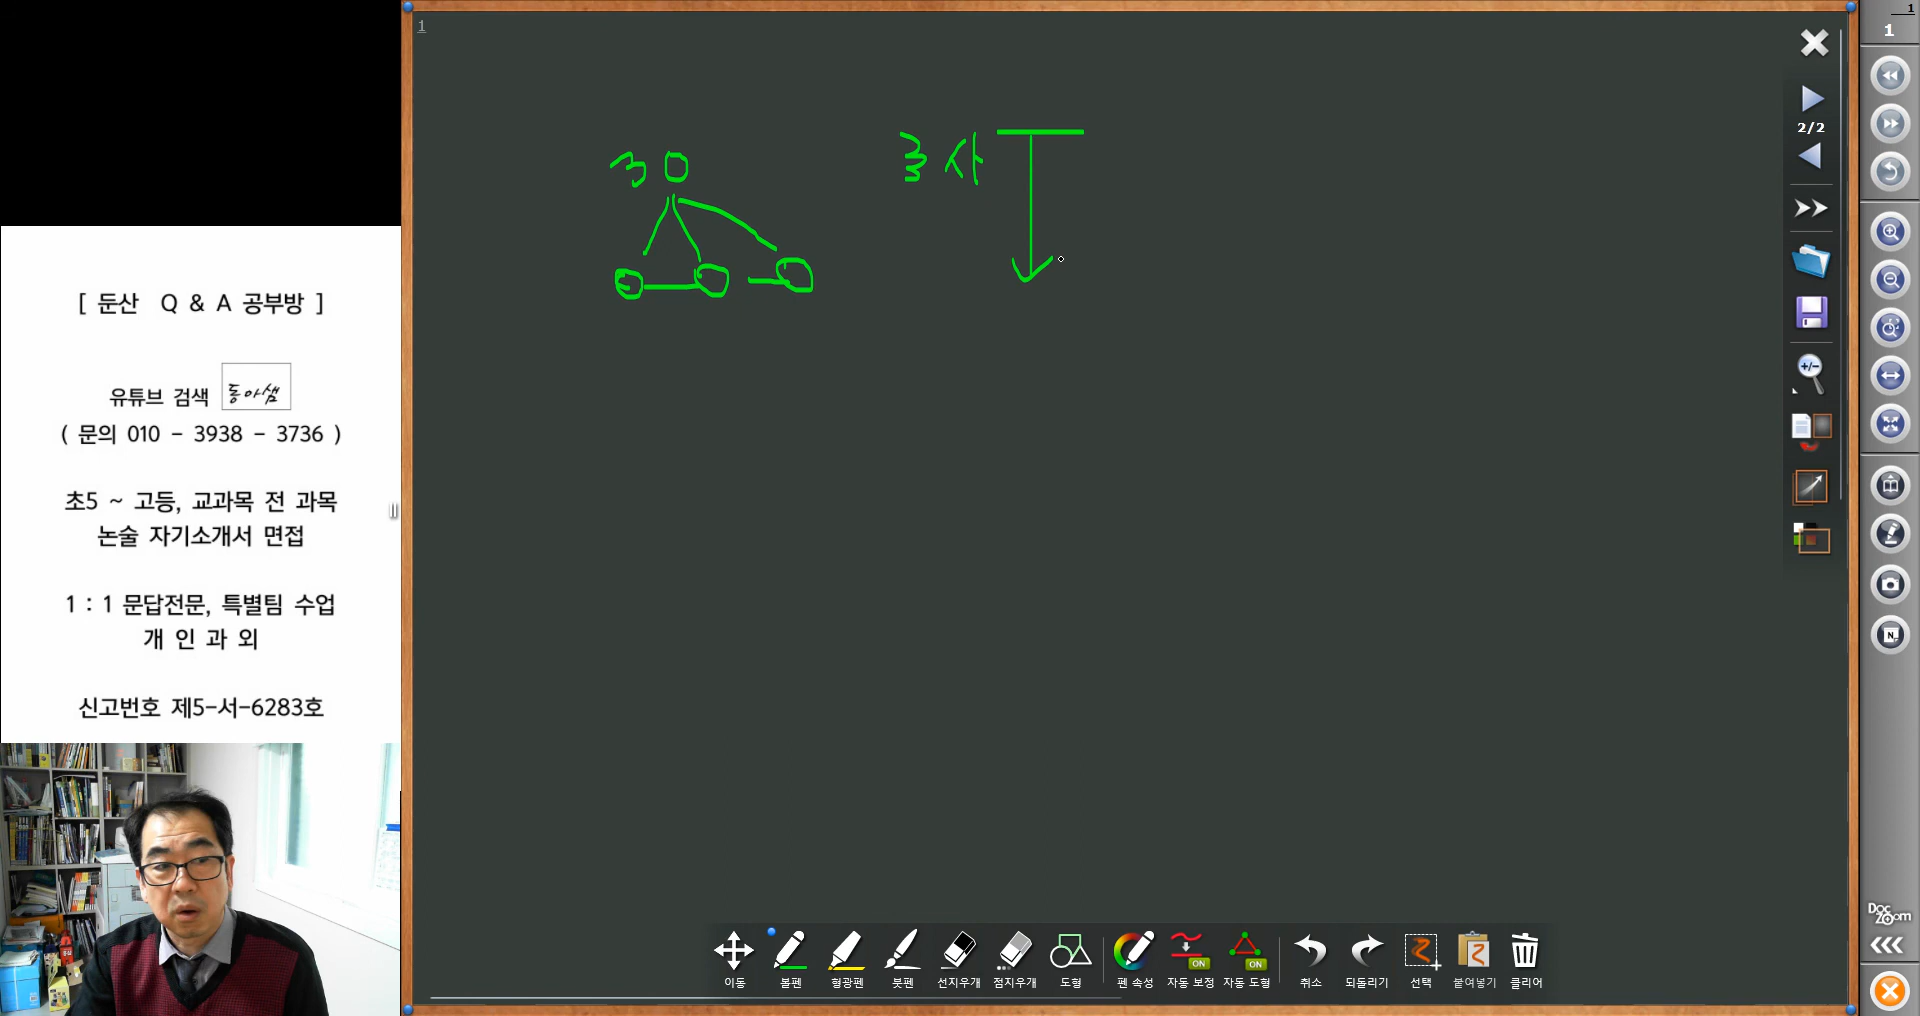 [ 둔산 Q & A 공부방 ]
유튜브 검색 동아샘
( 문의 010 - 3938 - 3736 )
초5 ~ 고등, 교과목 전 과목
논술 자기소개서 면접
1 : 1 문답전문, 특별팀 수업
개 인 과 외
신고번호 제5-서-6283호
1
30
3사
1
1
2/2
+/-
N
Doc Zoom
이동
볼펜
형광펜
붓펜
선지우개
점지우개
도형
펜 속성
ON
자동 보정
ON
자동 도형
취소
되돌리기
선택
붙여넣기
클리어